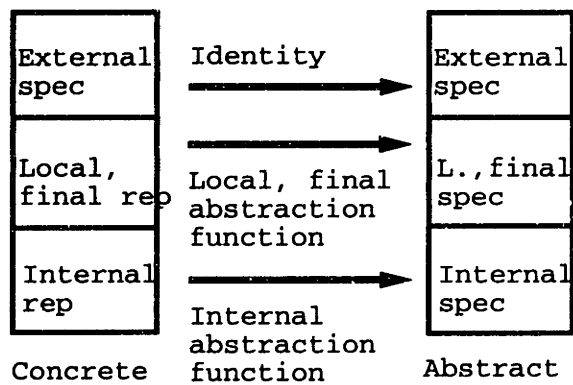 External
spec
Identity
External
spec
Local,
final rep
Local, final
abstraction
function
L.,final
spec
Internal
rep
Internal
abstraction
function
Internal
spec
Concrete
Abstract